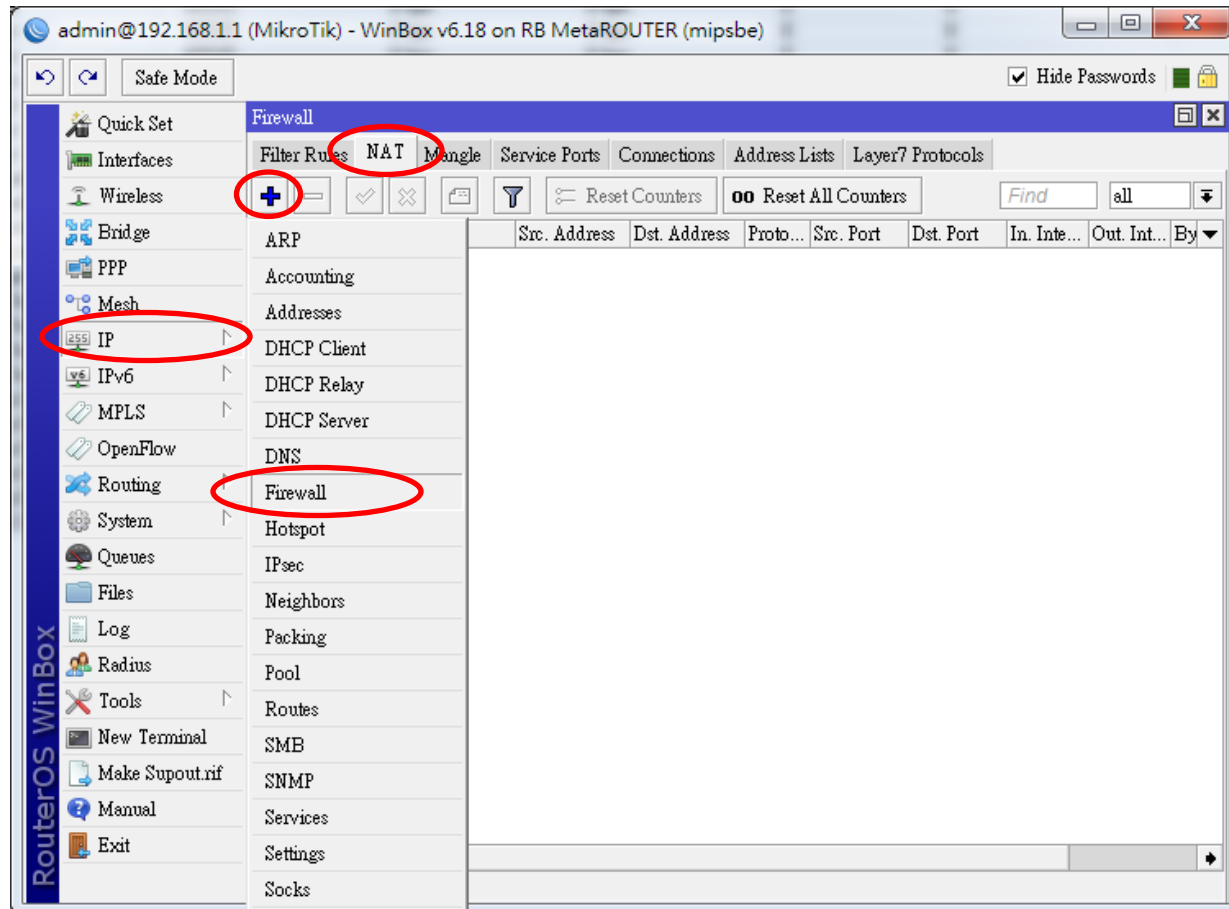 admin@192.168.1.1 (MikroTik) - WinBox v6.18 on RB MetaROUTER (mipsbe)
Safe Mode
Hide Passwords
RouterOS WinBox
Quick Set
Interfaces
Wireless
Bridge
PPP
Mesh
255 IP
v6 IPv6
MPLS
OpenFlow
Routing
System
Queues
Files
Log
Radius
Tools
New Terminal
Make Supout.rif
Manual
Exit
Firewall
Filter Rules NAT Mangle Service Ports Connections Address Lists Layer7 Protocols
Reset Counters 00 Reset All Counters Find all
Src. Address Dst. Address Proto... Src. Port Dst. Port In. Inte... Out. Int... By
ARP
Accounting
Addresses
DHCP Client
DHCP Relay
DHCP Server
DNS
Firewall
Hotspot
IPsec
Neighbors
Packing
Pool
Routes
SMB
SNMP
Services
Settings
Socks